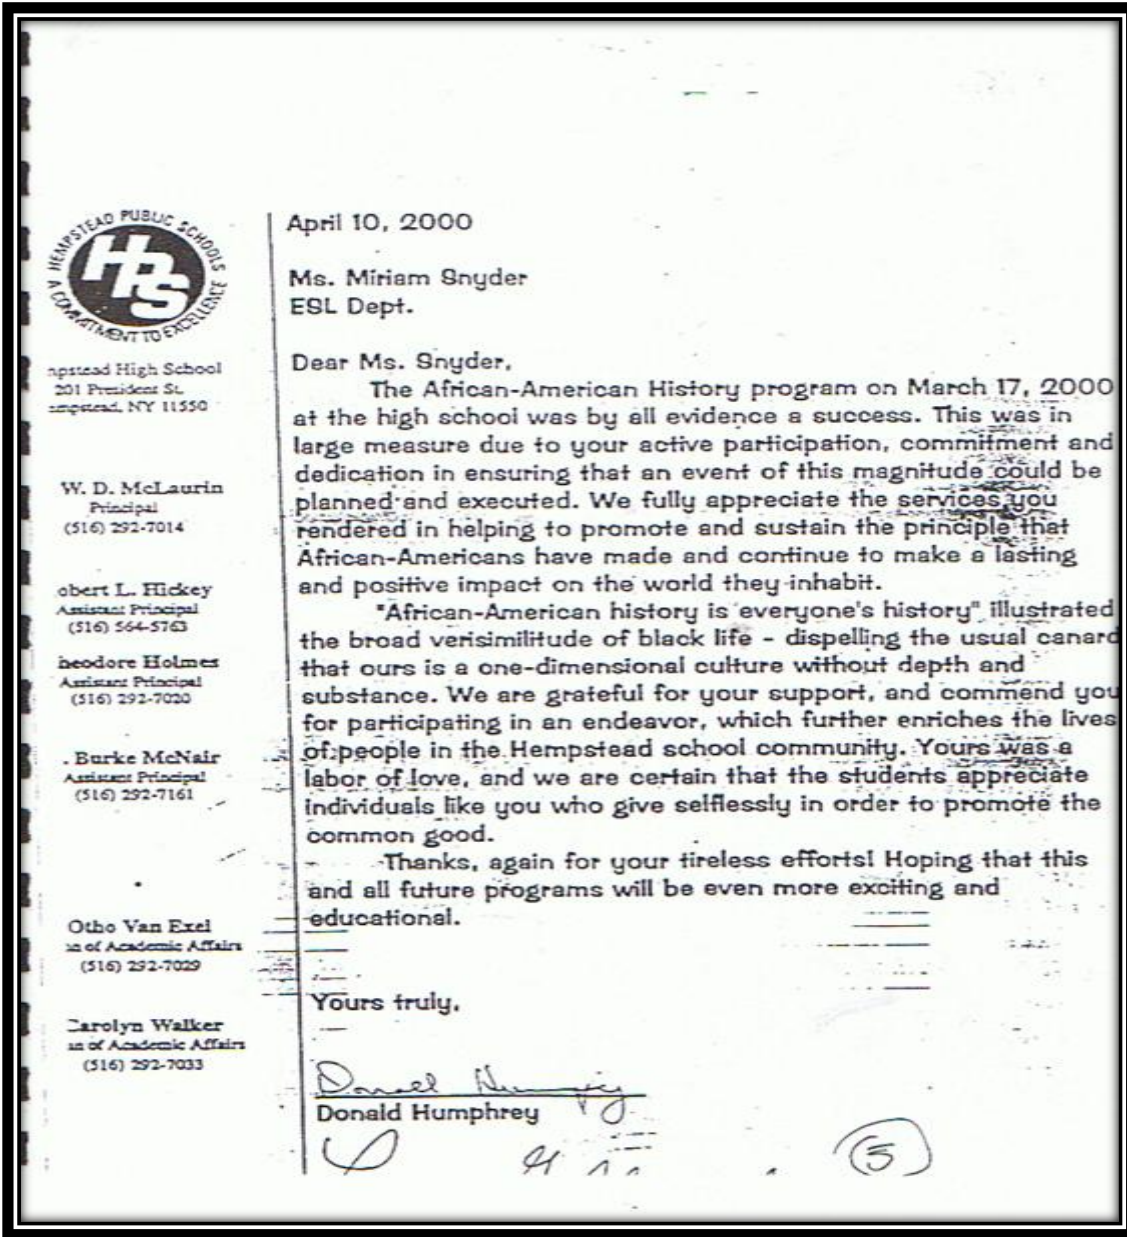 A HEMPSTEAD PUBLIC SCHOOLS
A COMMITMENT TO EXCELLENCE
HPS
npstead High School
201 President St.
empstead, NY 11550
W. D. McLaurin
Principal
(516) 292-7014
obert L. Hickey
Assistant Principal
(516) 564-5763
heodore Holmes
Assistant Principal
(516) 292-7020
. Burke McNair
Assistant Principal
(516) 292-7161
Otho Van Exel
an of Academic Affairs
(516) 292-7029
Carolyn Walker
an of Academic Affairs
(516) 292-7033
April 10, 2000
Ms. Miriam Snyder
ESL Dept.
Dear Ms. Snyder,
The African-American History program on March 17, 2000
at the high school was by all evidence a success. This was in
large measure due to your active participation, commitment and
dedication in ensuring that an event of this magnitude could be
planned and executed. We fully appreciate the services you
rendered in helping to promote and sustain the principle that
African-Americans have made and continue to make a lasting
and positive impact on the world they inhabit.
"African-American history is everyone's history" illustrated
the broad verisimilitude of black life - dispelling the usual canard
that ours is a one-dimensional culture without depth and
substance. We are grateful for your support, and commend you
for participating in an endeavor, which further enriches the lives
of people in the Hempstead school community. Yours was a
labor of love, and we are certain that the students appreciate
individuals like you who give selflessly in order to promote the
common good.
Thanks, again for your tireless efforts! Hoping that this
and all future programs will be even more exciting and
educational.
Yours truly,
Donald Humphrey
Donald Humphrey
5